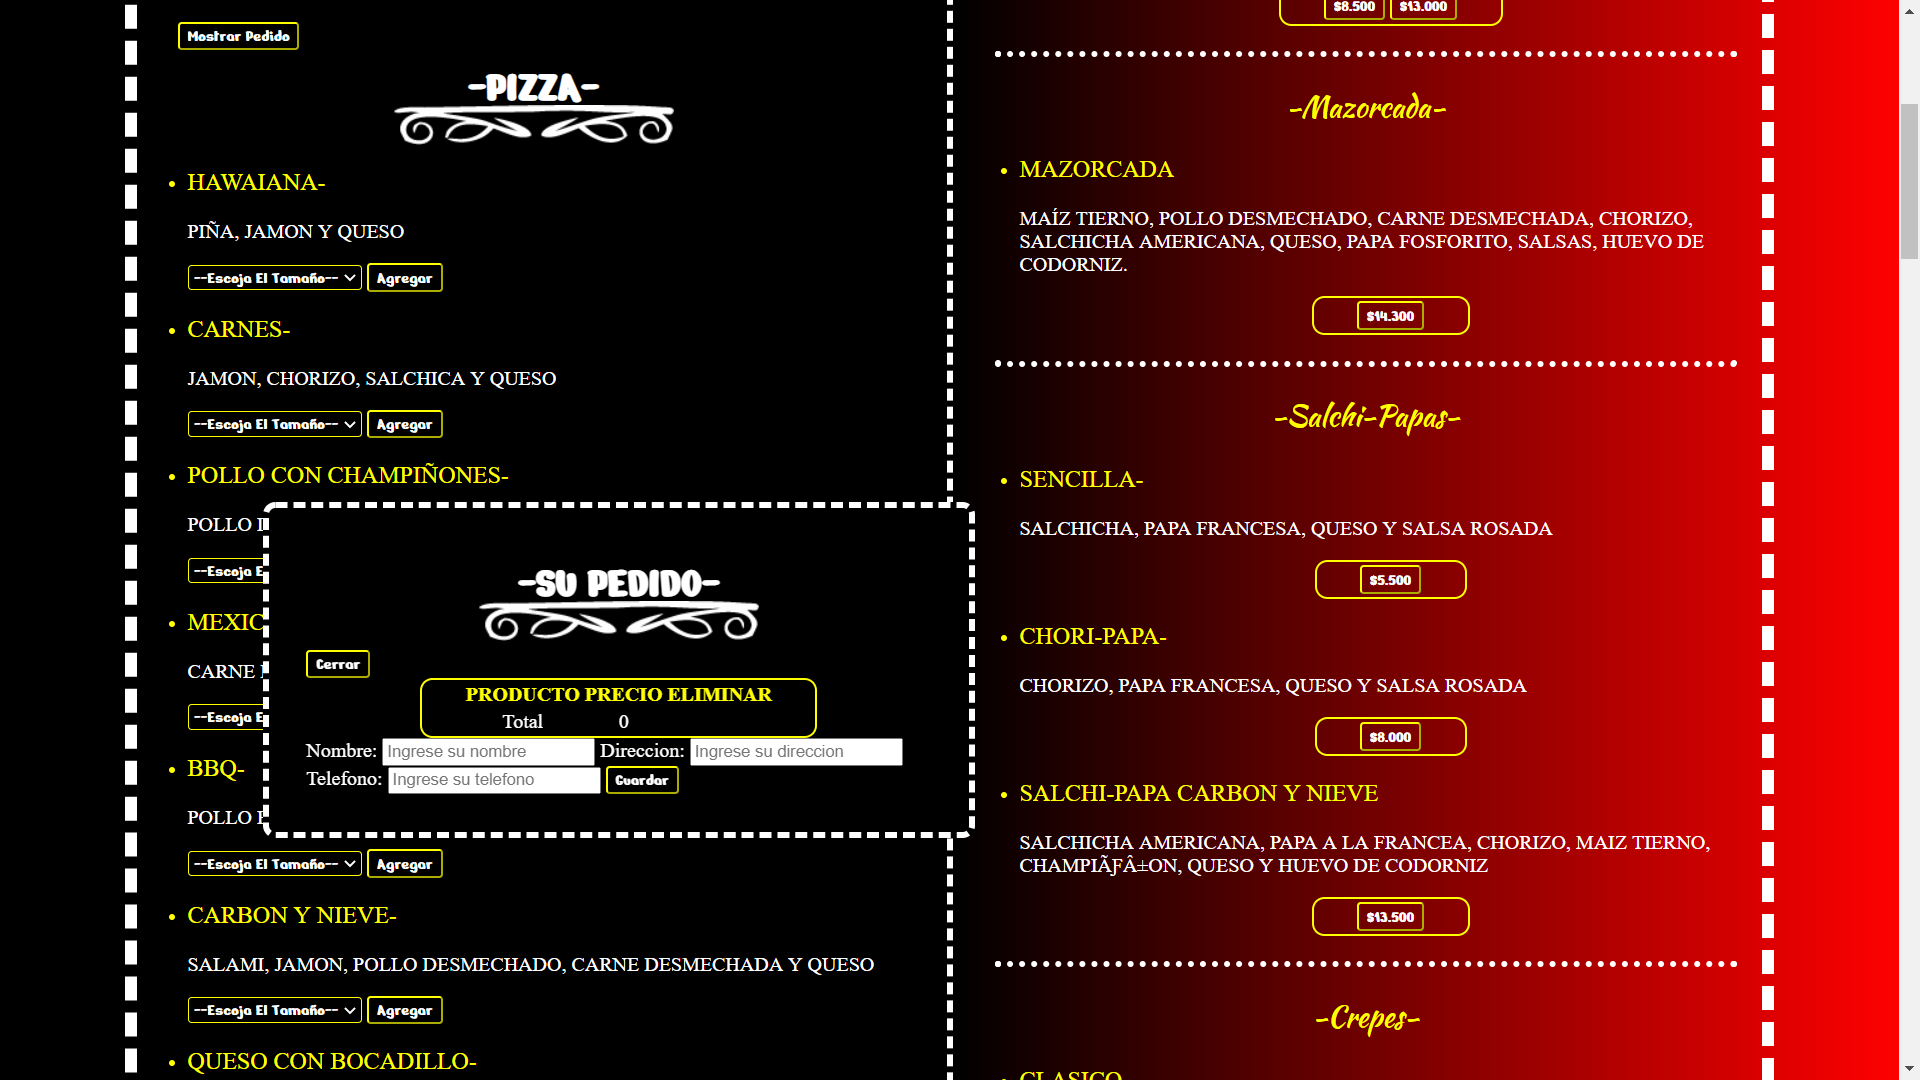 Mostrar Pedido
-PIZZA-
HAWAIANA-
PIÑA, JAMON Y QUESO
--Escoja El Tamaño-- Agregar
CARNES-
JAMON, CHORIZO, SALCHICA Y QUESO
--Escoja El Tamaño-- Agregar
POLLO CON CHAMPIÑONES-
POLLO
--Escoja
MEXIC
CARNE
--Escoja
BBQ-
POLLO
--Escoja El Tamaño-- Agregar
CARBON Y NIEVE-
SALAMI, JAMON, POLLO DESMECHADO, CARNE DESMECHADA Y QUESO
--Escoja El Tamaño-- Agregar
QUESO CON BOCADILLO-
-SU PEDIDO-
Cerrar
PRODUCTO PRECIO ELIMINAR
Total 0
Nombre: Ingrese su nombre Direccion: Ingrese su direccion
Telefono: Ingrese su telefono Guardar
$8.500 $13.000
-Mazorcada-
MAZORCADA
MAÍZ TIERNO, POLLO DESMECHADO, CARNE DESMECHADA, CHORIZO,
SALCHICHA AMERICANA, QUESO, PAPA FOSFORITO, SALSAS, HUEVO DE
CODORNIZ.
$14.300
-Salchi-Papas-
SENCILLA-
SALCHICHA, PAPA FRANCESA, QUESO Y SALSA ROSADA
$5.500
CHORI-PAPA-
CHORIZO, PAPA FRANCESA, QUESO Y SALSA ROSADA
$8.000
SALCHI-PAPA CARBON Y NIEVE
SALCHICHA AMERICANA, PAPA A LA FRANCEA, CHORIZO, MAIZ TIERNO,
CHAMPIÃƒÂ±ON, QUESO Y HUEVO DE CODORNIZ
$13.500
-Crepes-
CLASICO